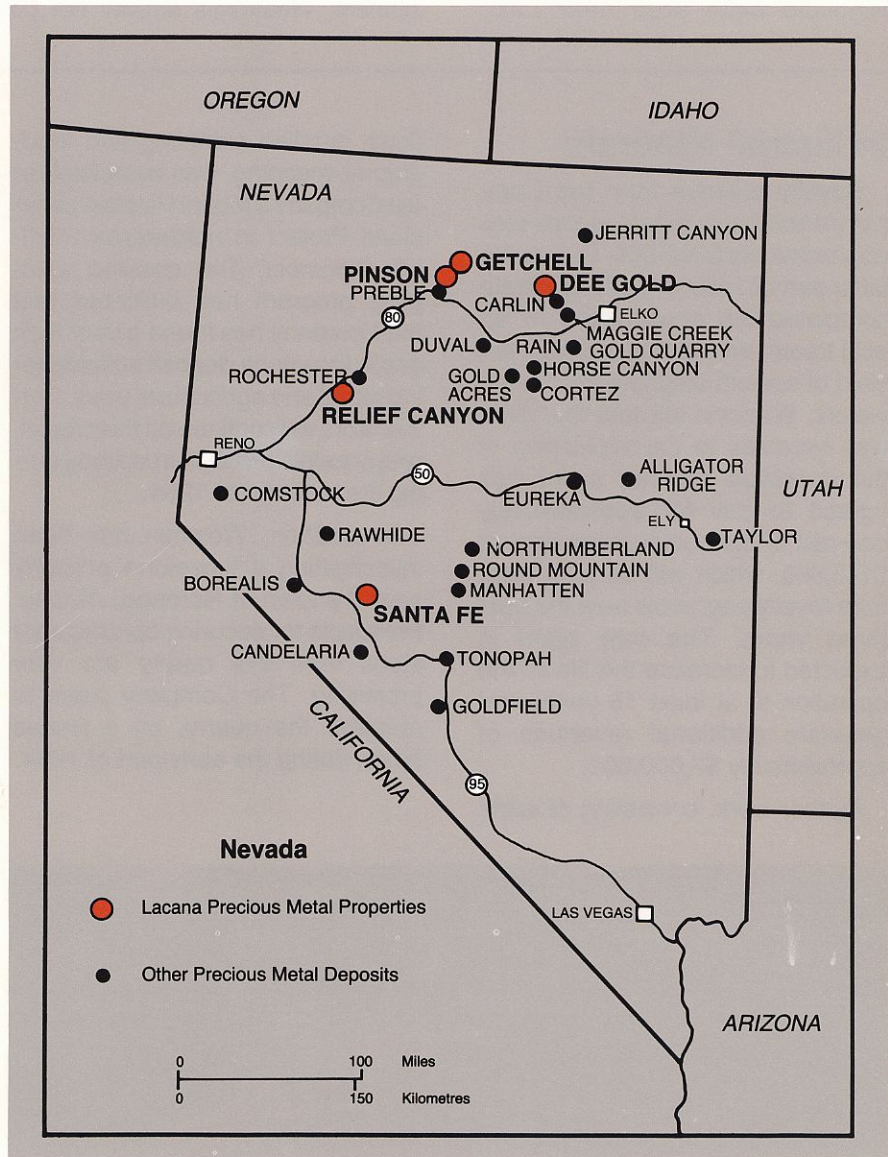 OREGON
IDAHO
NEVADA
JERRITT CANYON
GETCHELL
PINSON
DEE GOLD
PREBLE
CARLIN
80
ELKO
MAGGIE CREEK
DUVAL
RAIN
GOLD QUARRY
HORSE CANYON
ROCHESTER
GOLD
ACRES
CORTEZ
RELIEF CANYON
RENO
50
ALLIGATOR
RIDGE
COMSTOCK
EUREKA
UTAH
ELY
RAWHIDE
TAYLOR
NORTHUMBERLAND
ROUND MOUNTAIN
BOREALIS
MANHATTEN
SANTA FE
CANDELARIA
TONOPAH
GOLDFIELD
CALIFORNIA
95
Nevada
Lacana Precious Metal Properties
LAS VEGAS
Other Precious Metal Deposits
ARIZONA
0 100 Miles
0 150 Kilometres